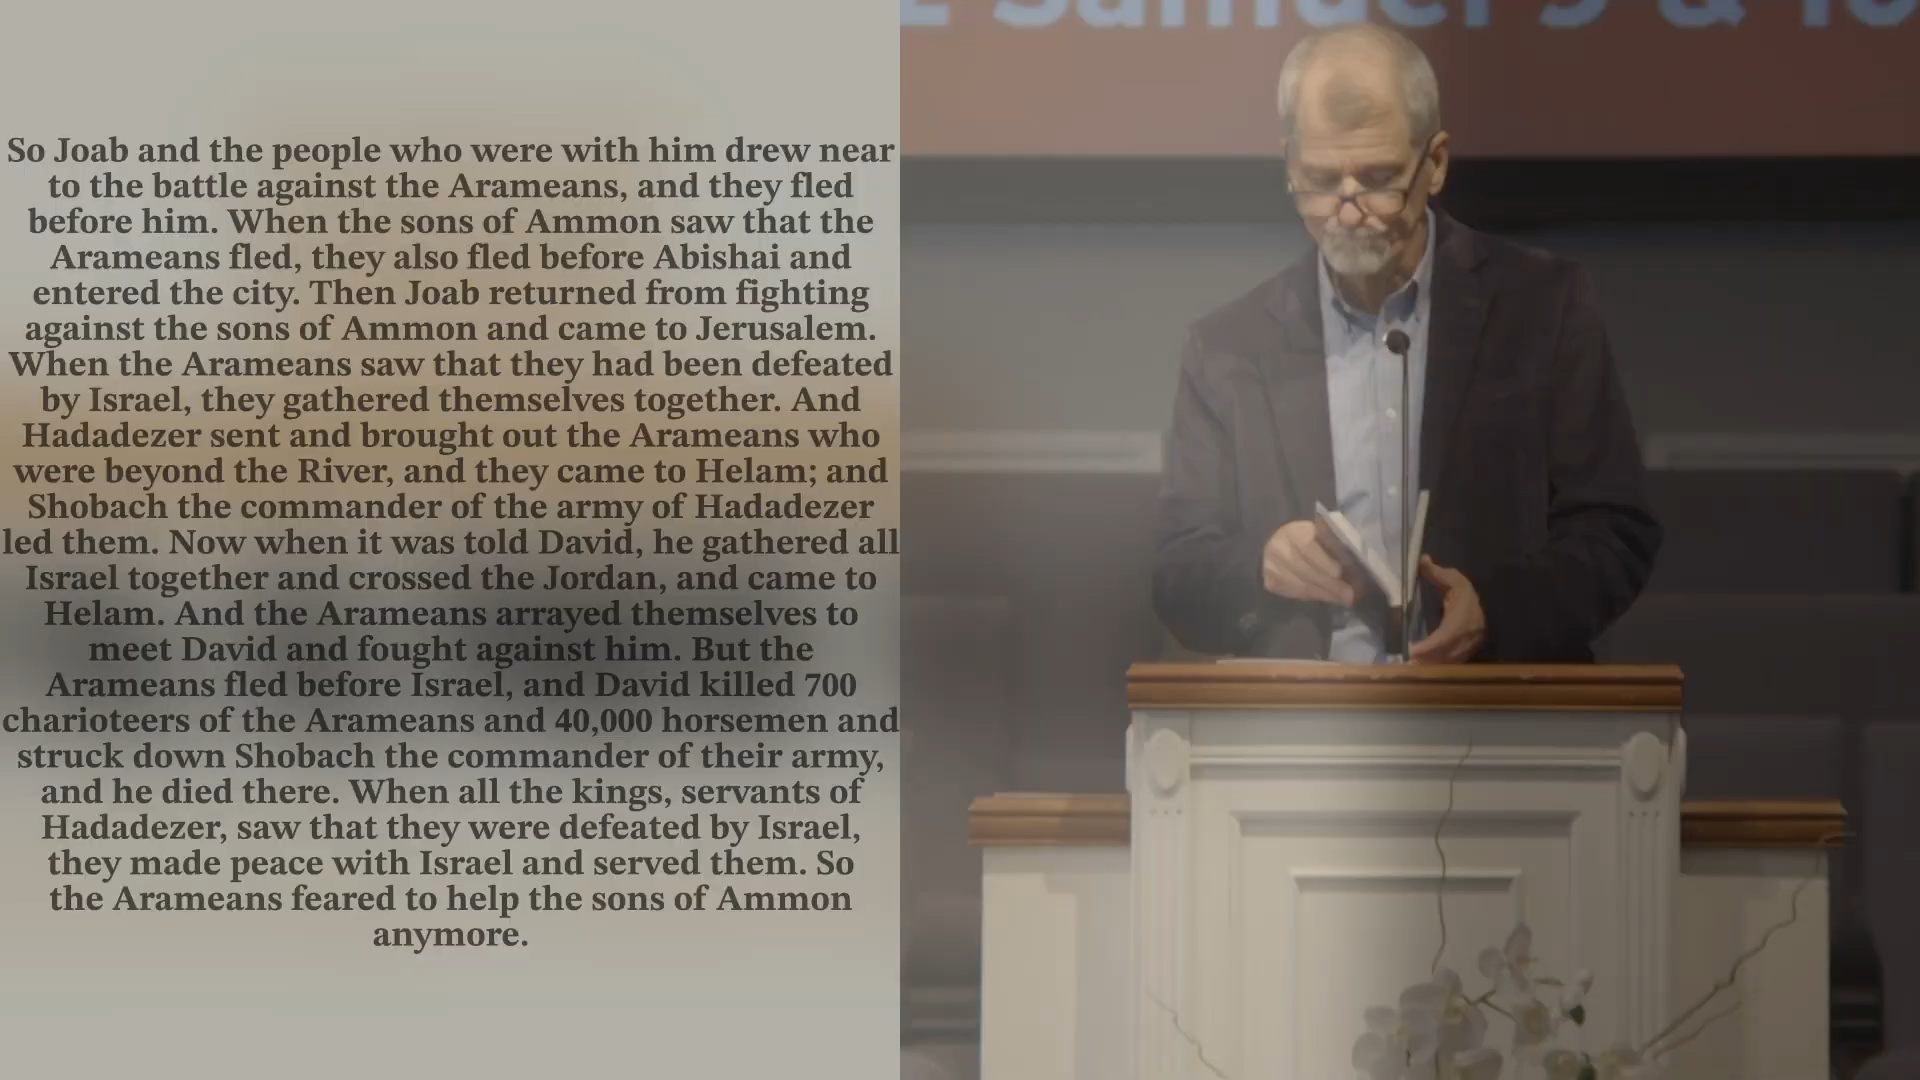 2 Samuel 9 & 10
So Joab and the people who were with him drew near
to the battle against the Arameans, and they fled
before him. When the sons of Ammon saw that the
Arameans fled, they also fled before Abishai and
entered the city. Then Joab returned from fighting
against the sons of Ammon and came to Jerusalem.
When the Arameans saw that they had been defeated
by Israel, they gathered themselves together. And
Hadadezer sent and brought out the Arameans who
were beyond the River, and they came to Helam; and
Shobach the commander of the army of Hadadezer
led them. Now when it was told David, he gathered all
Israel together and crossed the Jordan, and came to
Helam. And the Arameans arrayed themselves to
meet David and fought against him. But the
Arameans fled before Israel, and David killed 700
charioteers of the Arameans and 40,000 horsemen and
struck down Shobach the commander of their army,
and he died there. When all the kings, servants of
Hadadezer, saw that they were defeated by Israel,
they made peace with Israel and served them. So
the Arameans feared to help the sons of Ammon
anymore.